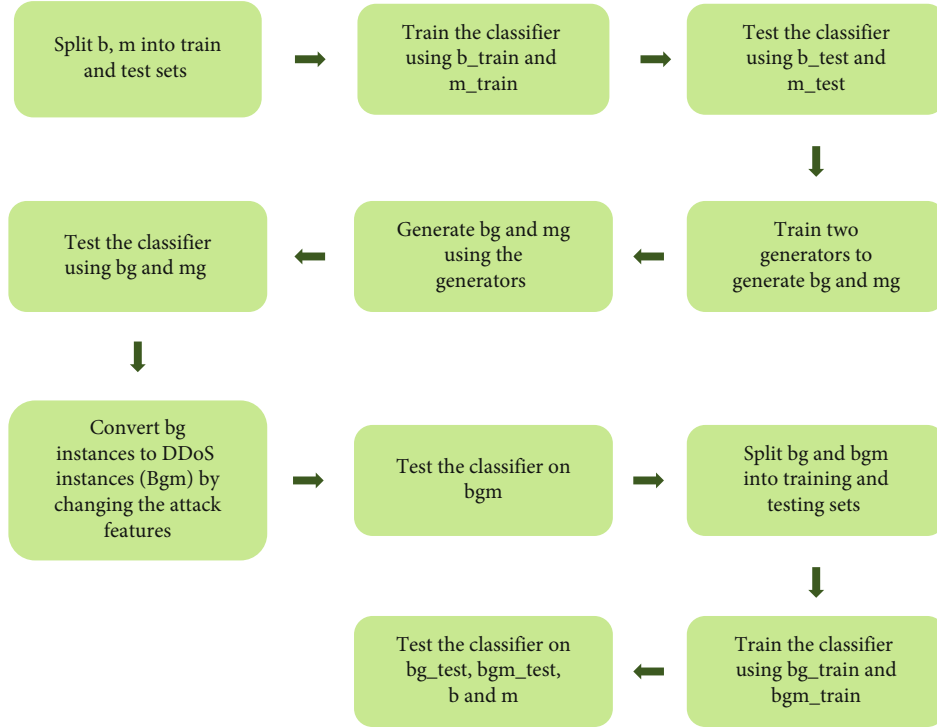 Split b, m into train
and test sets
Train the classifier
using b_train and
m_train
Test the classifier
using b_test and
m_test
Train two
generators to
generate bg and mg
Generate bg and mg
using the
generators
Test the classifier
using bg and mg
Convert bg
instances to DDoS
instances (Bgm) by
changing the attack
features
Test the classifier on
bgm
Split bg and bgm
into training and
testing sets
Train the classifier
using bg_train and
bgm_train
Test the classifier on
bg_test, bgm_test,
b and m